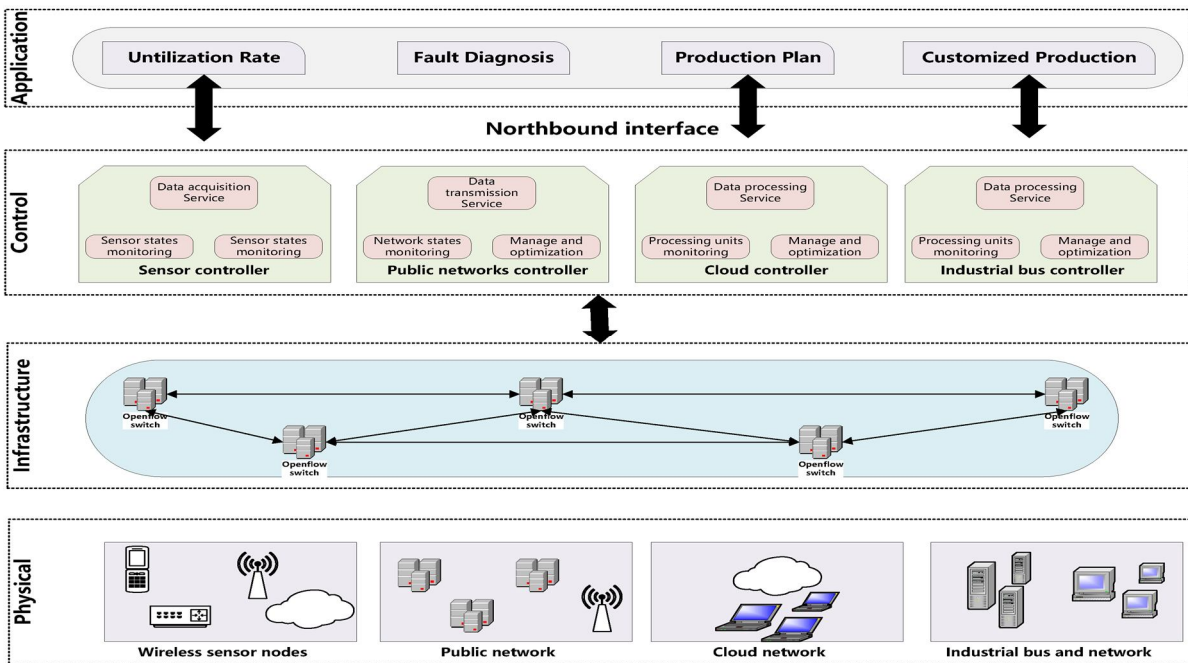 Application
Untilization Rate
Fault Diagnosis
Production Plan
Customized Production
Northbound interface
Control
Data acquisition
Service
Sensor states
monitoring
Sensor states
monitoring
Sensor controller
Data
transmission
Service
Network states
monitoring
Manage and
optimization
Public networks controller
Data processing
Service
Processing units
monitoring
Manage and
optimization
Cloud controller
Data processing
Service
Processing units
monitoring
Manage and
optimization
Industrial bus controller
Infrastructure
Openflow
switch
Openflow
switch
Openflow
switch
Openflow
switch
Openflow
switch
Physical
Wireless sensor nodes
Public network
Cloud network
Industrial bus and network